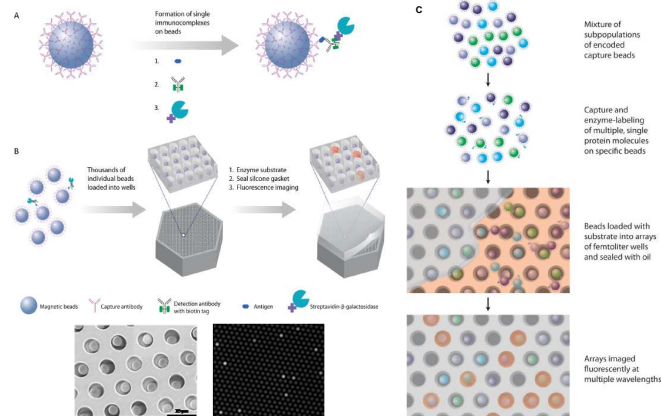 A
Formation of single
immunocomplexes
on beads
1.
2.
3.
B
Thousands of
individual beads
loaded into wells
1. Enzyme substrate
2. Seal silicone gasket
3. Fluorescence imaging
Magnetic beads
Capture antibody
Detection antibody
with biotin tag
Antigen
Streptavidin-β-galactosidase
C
Mixture of
subpopulations
of encoded
capture beads
Capture and
enzyme-labeling
of multiple, single
protein molecules
on specific beads
Beads loaded with
substrate into arrays
of femtoliter wells
and sealed with oil
Arrays imaged
fluorescently at
multiple wavelengths